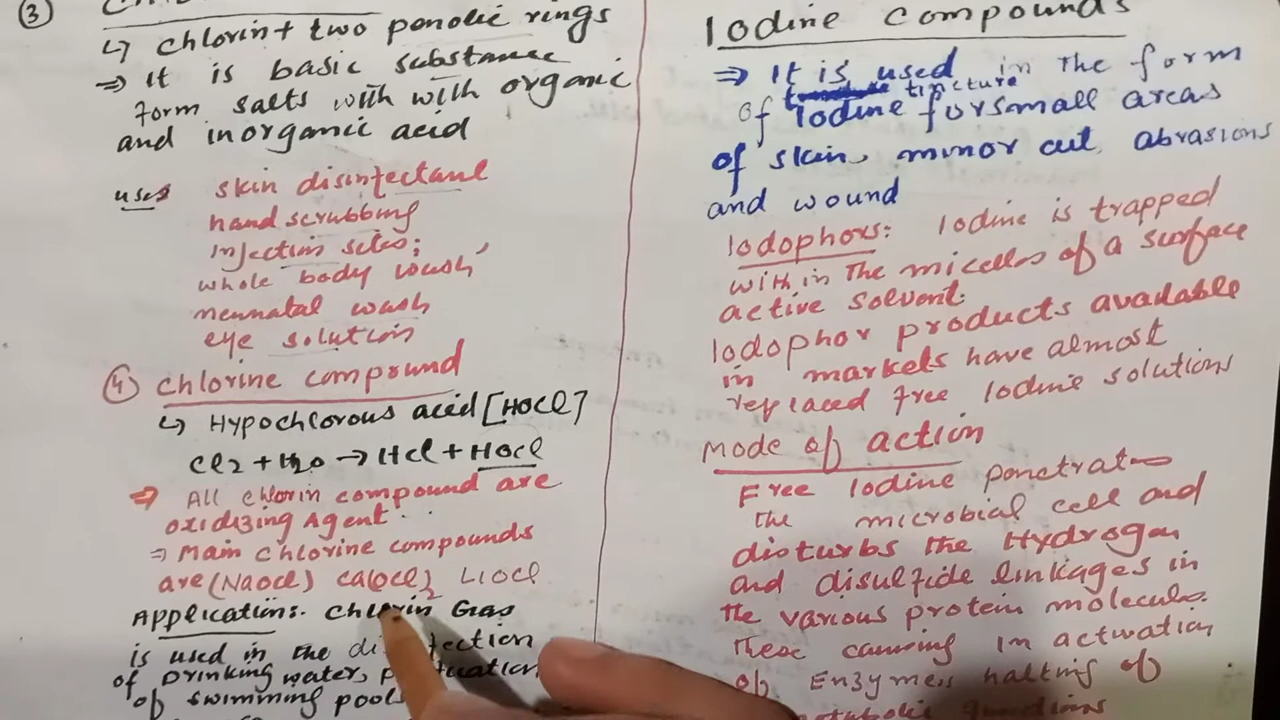 ③
↳ chlorin + two penolic rings
⇒ It is basic substance
form salts with with organic
and inorganic acid
uses skin disinfectant
hand scrubbing
Injection sites;
whole body wash
neunatal wash
eye solution
④ chlorine compound
↳ Hypochlorous acid [HOCl]
Cl2 + H2O → HCl + HOCl
⇒ All chlorin compound are
oxidizing Agent.
⇒ Main chlorine compounds
are (NaOCl) Ca(OCl)2 LiOCl
Application:- Chlorin Gas
is used in the
of Drinking water,
of swimming pools
Iodine compounds
⇒ It is used in the form
of tincture Iodine for small areas
of skin, minor cut, abrasions
and wound
Iodophors: Iodine is trapped
with in the micelles of a surface
active solvent.
Iodophor products available
in markets have almost
replaced free Iodine solutions
Mode of action
Free Iodine penetrates
the microbial cell and
disturbs the Hydrogen
and disulfide linkages in
the various protein molecules.
These causing In activation
of Enzymes, halting of